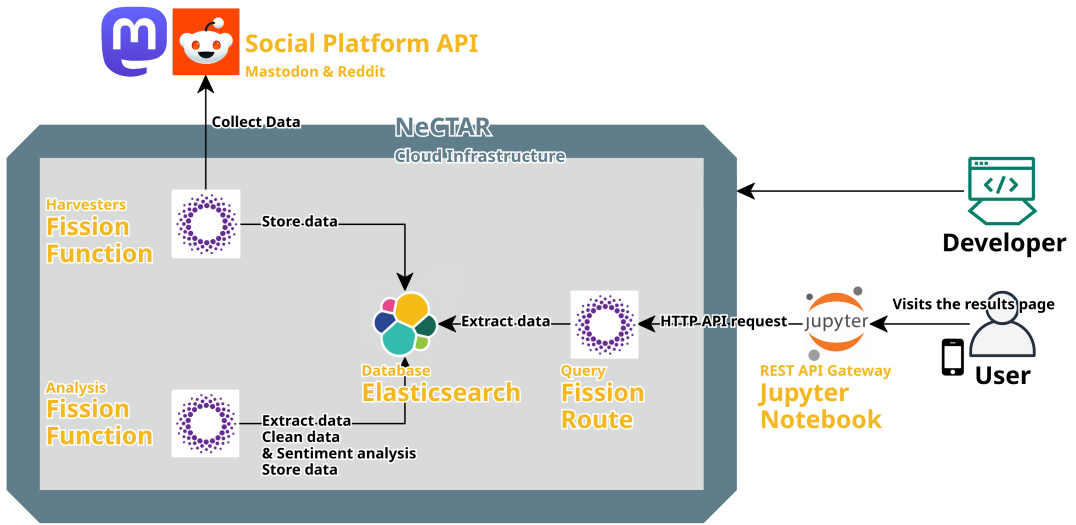 Social Platform API
Mastodon & Reddit
Collect Data
NeCTAR
Cloud Infrastructure
Harvesters
Fission
Function
Store data
Developer
Extract data
HTTP API request
jupyter
Visits the results page
User
Database
Elasticsearch
Query
Fission
Route
REST API Gateway
Jupyter
Notebook
Analysis
Fission
Function
Extract data
Clean data
& Sentiment analysis
Store data